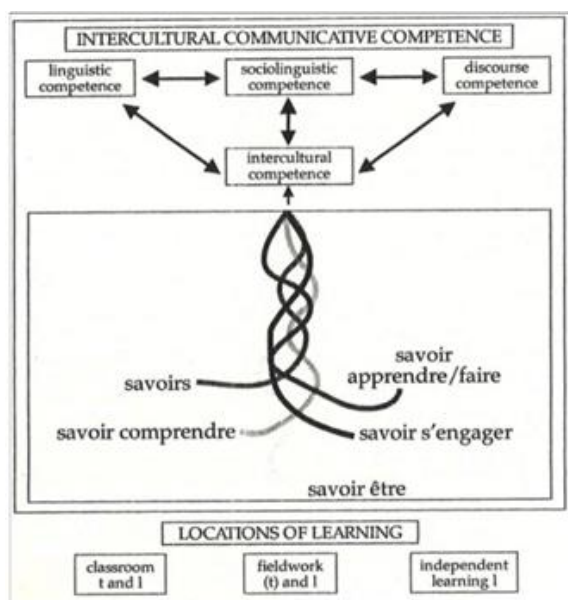 INTERCULTURAL COMMUNICATIVE COMPETENCE
linguistic
competence
sociolinguistic
competence
discourse
competence
intercultural
competence
savoirs
savoir
apprendre/faire
savoir comprendre
savoir s'engager
savoir être
LOCATIONS OF LEARNING
classroom
t and l
fieldwork
(t) and l
independent
learning l